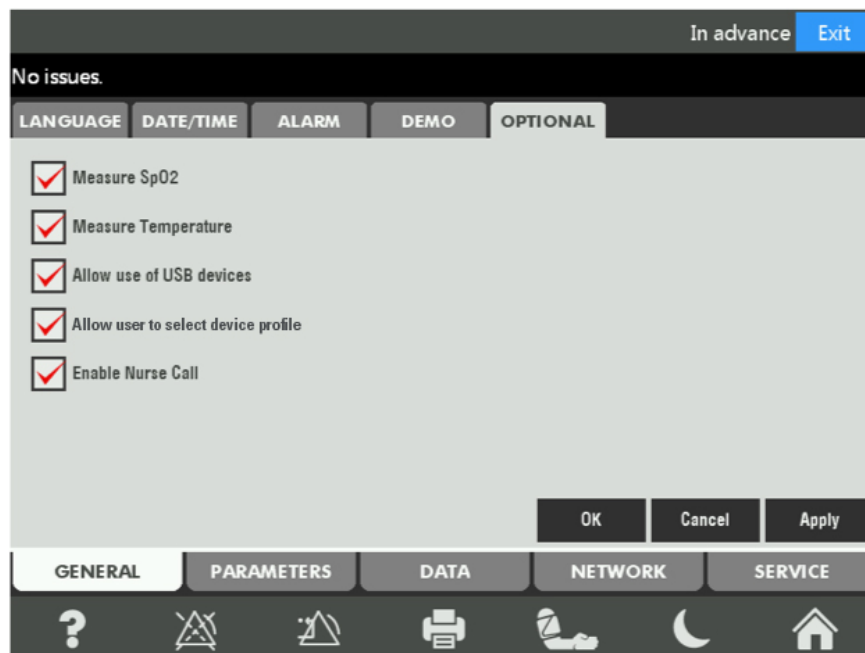 In advance Exit
No issues.
LANGUAGE DATE/TIME ALARM DEMO OPTIONAL
Measure SpO2
Measure Temperature
Allow use of USB devices
Allow user to select device profile
Enable Nurse Call
OK Cancel Apply
GENERAL PARAMETERS DATA NETWORK SERVICE
?